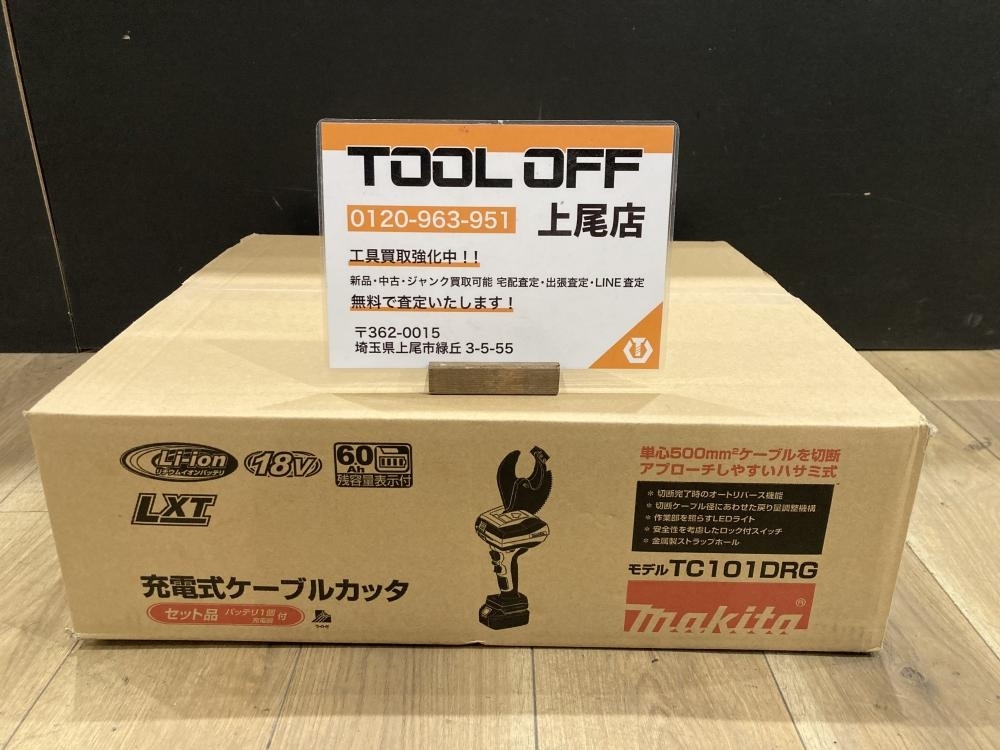 TOOL OFF
0120-963-951 上尾店
工具買取強化中！！
新品・中古・ジャンク買取可能 宅配査定・出張査定・LINE査定
無料で査定いたします！
〒362-0015
埼玉県上尾市緑丘 3-5-55
Li-ion
リチウムイオンバッテリ
18V
6.0
Ah
残容量表示付
LXT
充電式ケーブルカッタ
セット品 バッテリ1個 充電器 付
単心500mm²ケーブルを切断
アプローチしやすいハサミ式
* 切断完了時のオートリバース機能
* 切断ケーブル径にあわせた戻り量調整機構
* 作業部を照らすLEDライト
* 安全性を考慮したロック付スイッチ
* 金属製ストラップホール
モデル TC101DRG
makita®